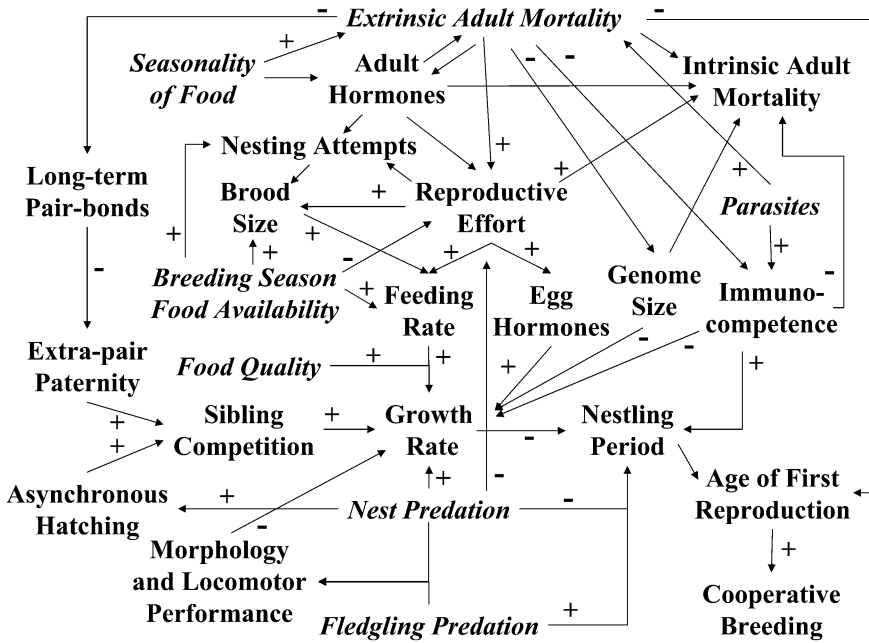 Extrinsic Adult Mortality
Seasonality
of Food
Adult
Hormones
Intrinsic Adult
Mortality
Nesting Attempts
Long-term
Pair-bonds
Brood
Size
Reproductive
Effort
Parasites
Breeding Season
Food Availability
Feeding
Rate
Egg
Hormones
Genome
Size
Immuno-
competence
Extra-pair
Paternity
Food Quality
Sibling
Competition
Growth
Rate
Nestling
Period
Asynchronous
Hatching
Nest Predation
Age of First
Reproduction
Morphology
and Locomotor
Performance
Fledgling Predation
Cooperative
Breeding